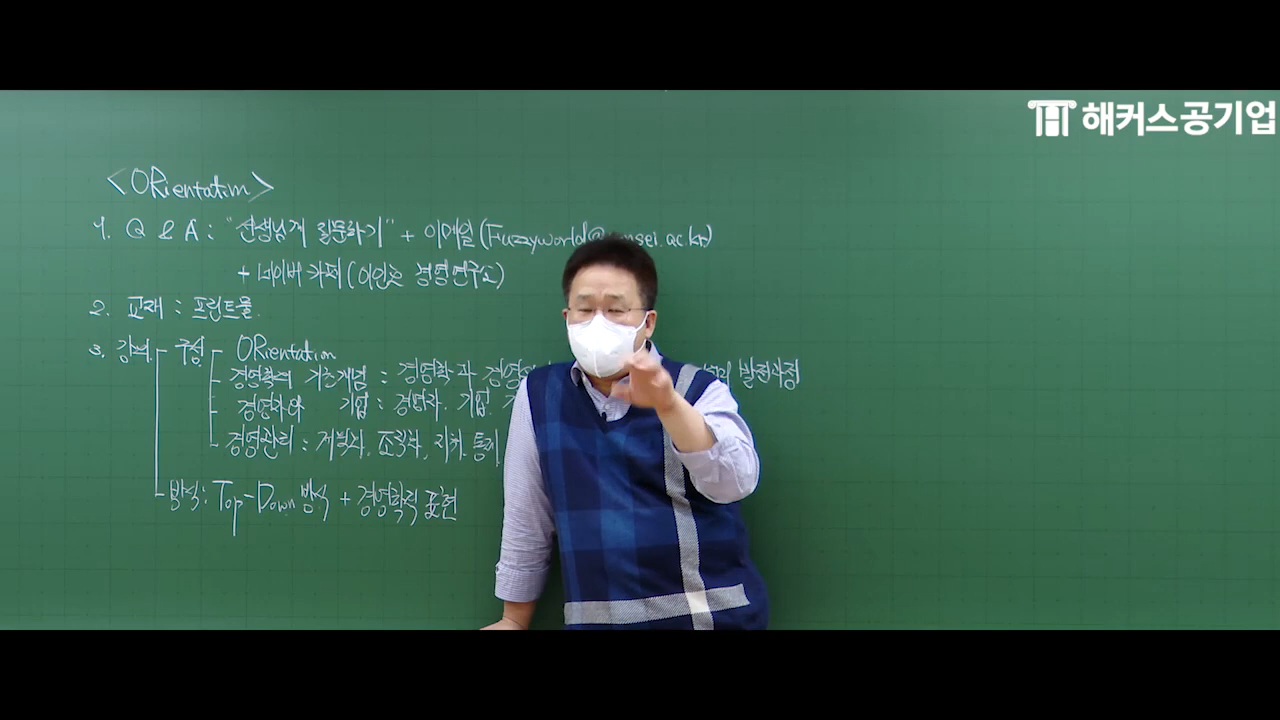 해커스공기업
<ORientation>
1. Q & A : "선생님께 질문하기" + 이메일 (Fuzzyworld@ nsei.ac.kr)
+ 네이버 카페 (이인호 경영연구소)
2. 교재 : 프린트물.
3. 강의 구성 ORientation
경영학의 기초개념 : 경영학과 경영 발전과정
경영자와 기업 : 경영자, 기업,
경영관리 : 계획화, 조직화, 지휘, 통제
방식 : Top-Down 방식 + 경영학적 표현